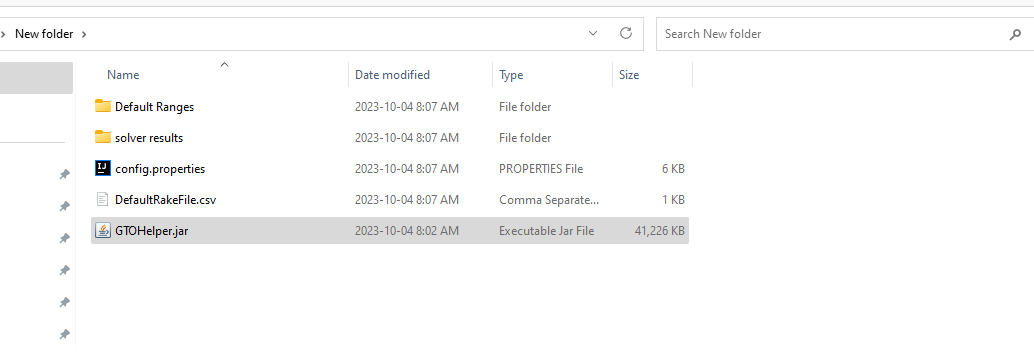 New folder
Search New folder
Name Date modified Type Size
Default Ranges 2023-10-04 8:07 AM File folder
solver results 2023-10-04 8:07 AM File folder
IJ config.properties 2023-10-04 8:07 AM PROPERTIES File 6 KB
DefaultRakeFile.csv 2023-10-04 8:07 AM Comma Separate... 1 KB
GTOHelper.jar 2023-10-04 8:02 AM Executable Jar File 41,226 KB